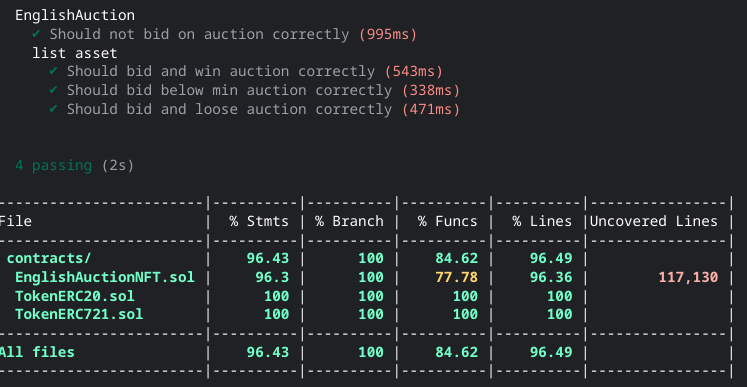 EnglishAuction
✔ Should not bid on auction correctly (995ms)
list asset
✔ Should bid and win auction correctly (543ms)
✔ Should bid below min auction correctly (338ms)
✔ Should bid and loose auction correctly (471ms)
4 passing (2s)
-----------------------|----------|----------|----------|----------|----------------|
File | % Stmts | % Branch | % Funcs | % Lines |Uncovered Lines |
-----------------------|----------|----------|----------|----------|----------------|
contracts/ | 96.43 | 100 | 84.62 | 96.49 | |
EnglishAuctionNFT.sol | 96.3 | 100 | 77.78 | 96.36 | 117,130 |
TokenERC20.sol | 100 | 100 | 100 | 100 | |
TokenERC721.sol | 100 | 100 | 100 | 100 | |
-----------------------|----------|----------|----------|----------|----------------|
All files | 96.43 | 100 | 84.62 | 96.49 | |
-----------------------|----------|----------|----------|----------|----------------|